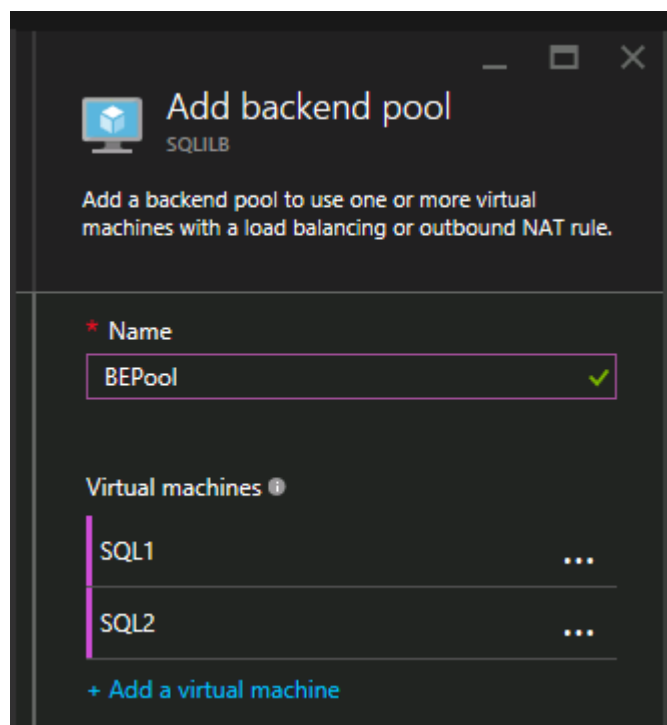 Add backend pool
SQLILB
Add a backend pool to use one or more virtual
machines with a load balancing or outbound NAT rule.
* Name
BEPool
Virtual machines
SQL1
...
SQL2
...
+ Add a virtual machine